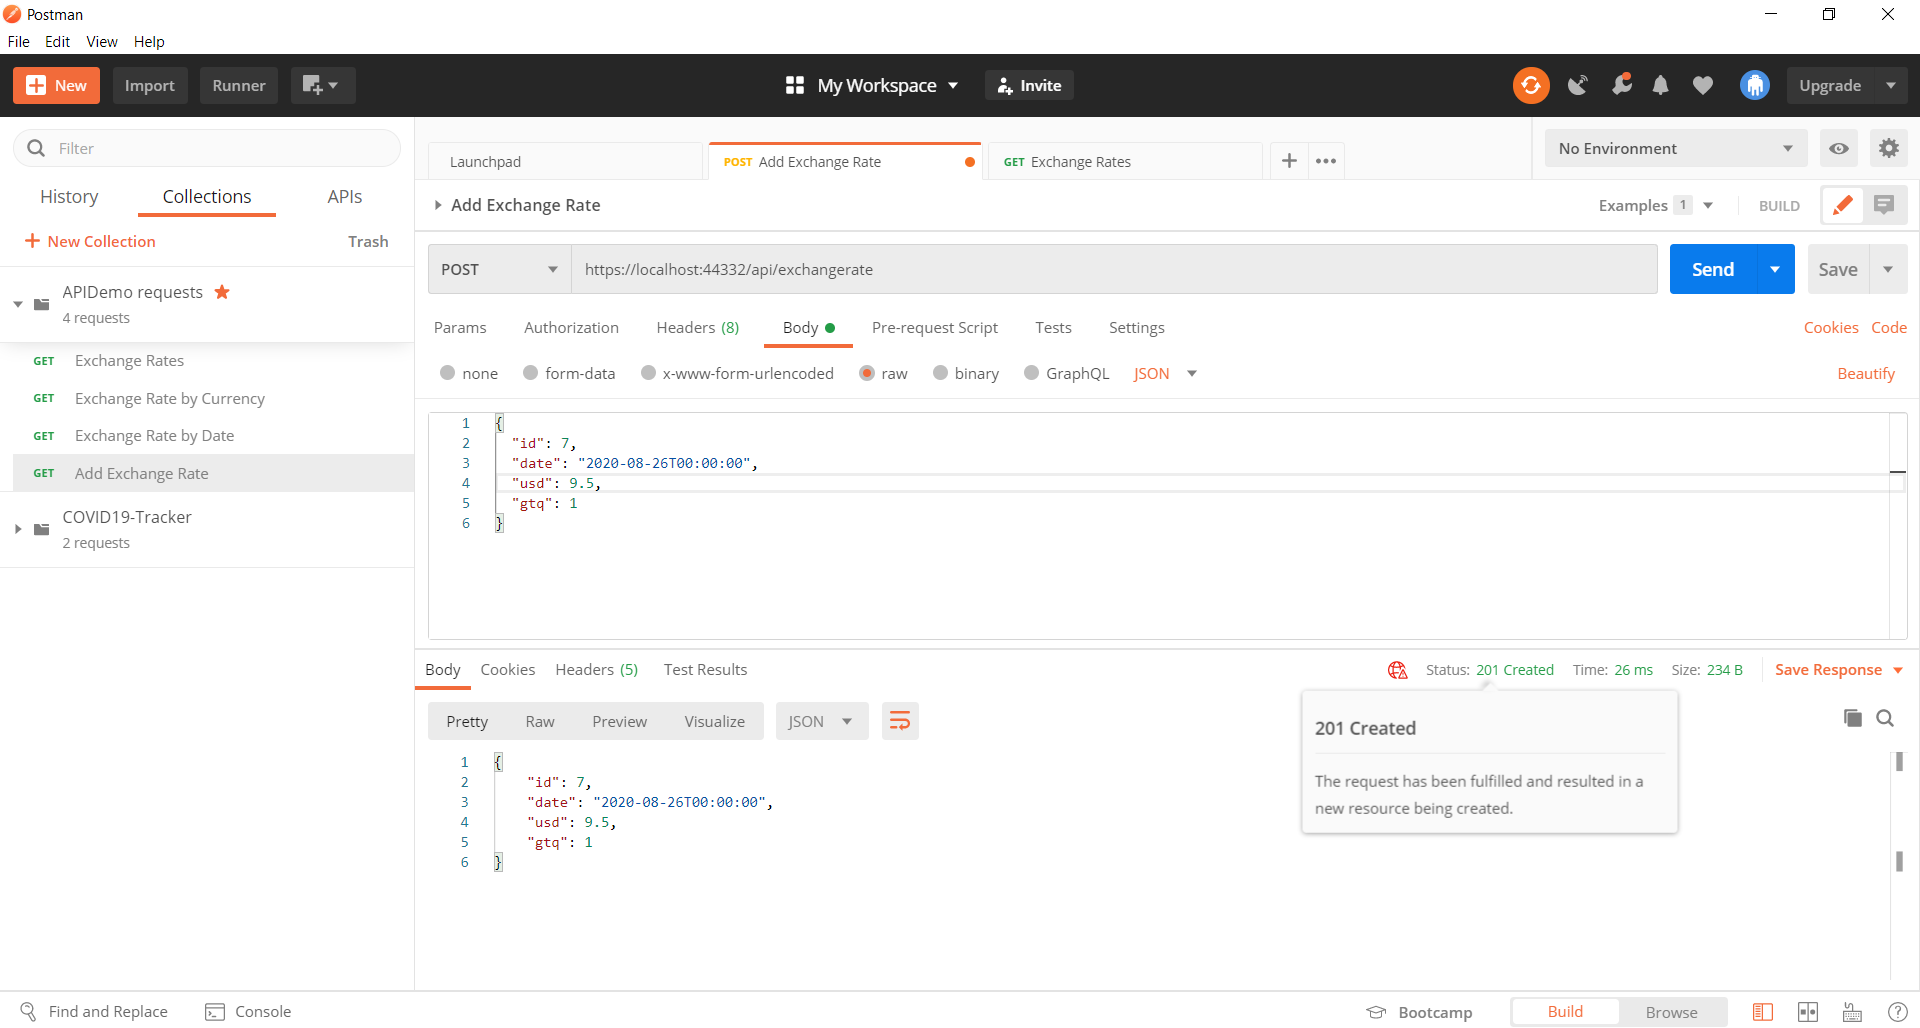 Postman
File Edit View Help
New Import Runner My Workspace Invite Upgrade
Filter
History Collections APIs
New Collection Trash
APIDemo requests
4 requests
GET Exchange Rates
GET Exchange Rate by Currency
GET Exchange Rate by Date
GET Add Exchange Rate
COVID19-Tracker
2 requests
Launchpad POST Add Exchange Rate GET Exchange Rates No Environment
Add Exchange Rate Examples 1 BUILD
POST https://localhost:44332/api/exchangerate Send Save
Params Authorization Headers (8) Body Pre-request Script Tests Settings Cookies Code
none form-data x-www-form-urlencoded raw binary GraphQL JSON Beautify
1 {
2 "id": 7,
3 "date": "2020-08-26T00:00:00",
4 "usd": 9.5,
5 "gtq": 1
6 }
Body Cookies Headers (5) Test Results Status: 201 Created Time: 26 ms Size: 234 B Save Response
Pretty Raw Preview Visualize JSON
1 {
2 "id": 7,
3 "date": "2020-08-26T00:00:00",
4 "usd": 9.5,
5 "gtq": 1
6 }
201 Created
The request has been fulfilled and resulted in a
new resource being created.
Find and Replace Console Bootcamp Build Browse